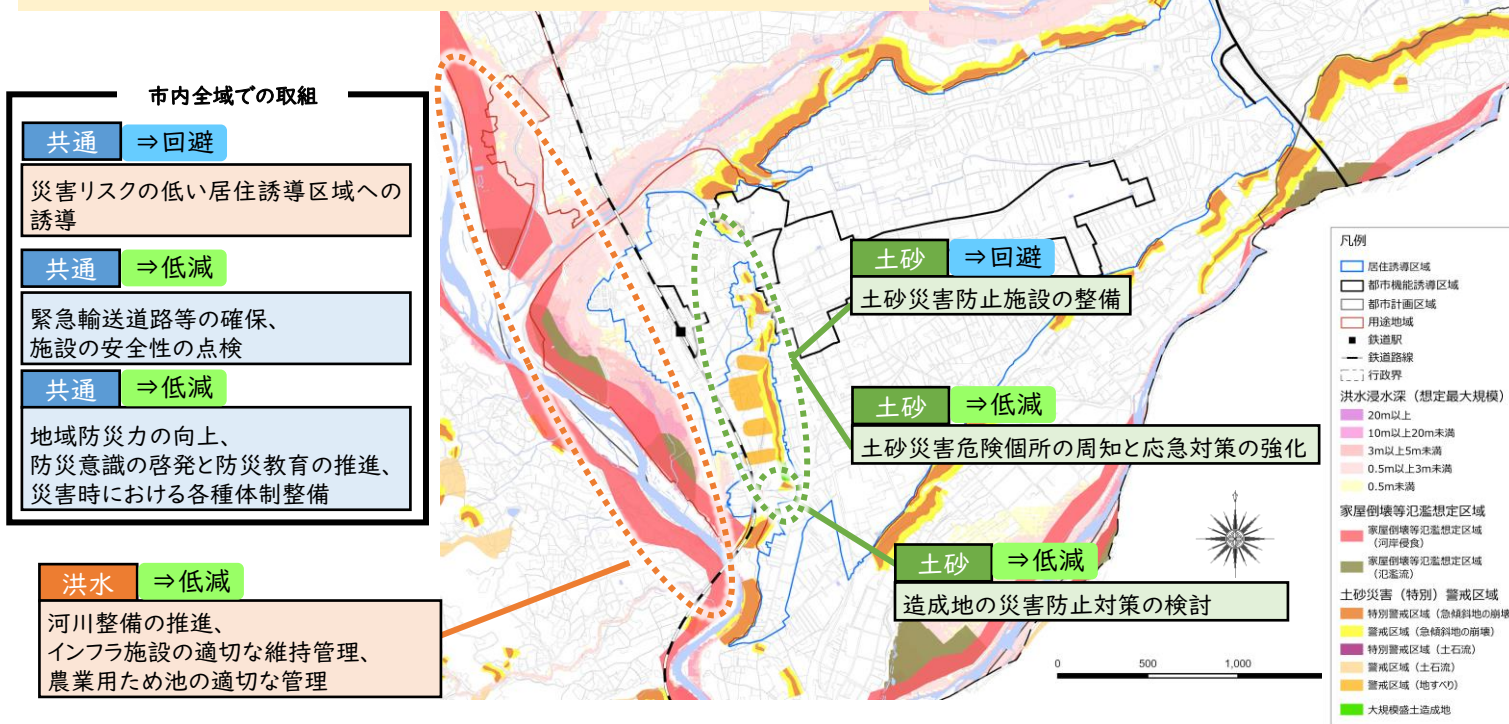 市内全域での取組
共通 ⇒回避
災害リスクの低い居住誘導区域への
誘導
共通 ⇒低減
緊急輸送道路等の確保、
施設の安全性の点検
共通 ⇒低減
地域防災力の向上、
防災意識の啓発と防災教育の推進、
災害時における各種体制整備
洪水 ⇒低減
河川整備の推進、
インフラ施設の適切な維持管理、
農業用ため池の適切な管理
土砂 ⇒回避
土砂災害防止施設の整備
土砂 ⇒低減
土砂災害危険個所の周知と応急対策の強化
土砂 ⇒低減
造成地の災害防止対策の検討
0 500 1,000
凡例
居住誘導区域
都市機能誘導区域
都市計画区域
用途地域
鉄道駅
鉄道路線
行政界
洪水浸水深（想定最大規模）
20m以上
10m以上20m未満
3m以上5m未満
0.5m以上3m未満
0.5m未満
家屋倒壊等氾濫想定区域
家屋倒壊等氾濫想定区域
（河岸侵食）
家屋倒壊等氾濫想定区域
（氾濫流）
土砂災害（特別）警戒区域
特別警戒区域（急傾斜地の崩壊
警戒区域（急傾斜地の崩壊）
特別警戒区域（土石流）
警戒区域（土石流）
警戒区域（地すべり）
大規模盛土造成地